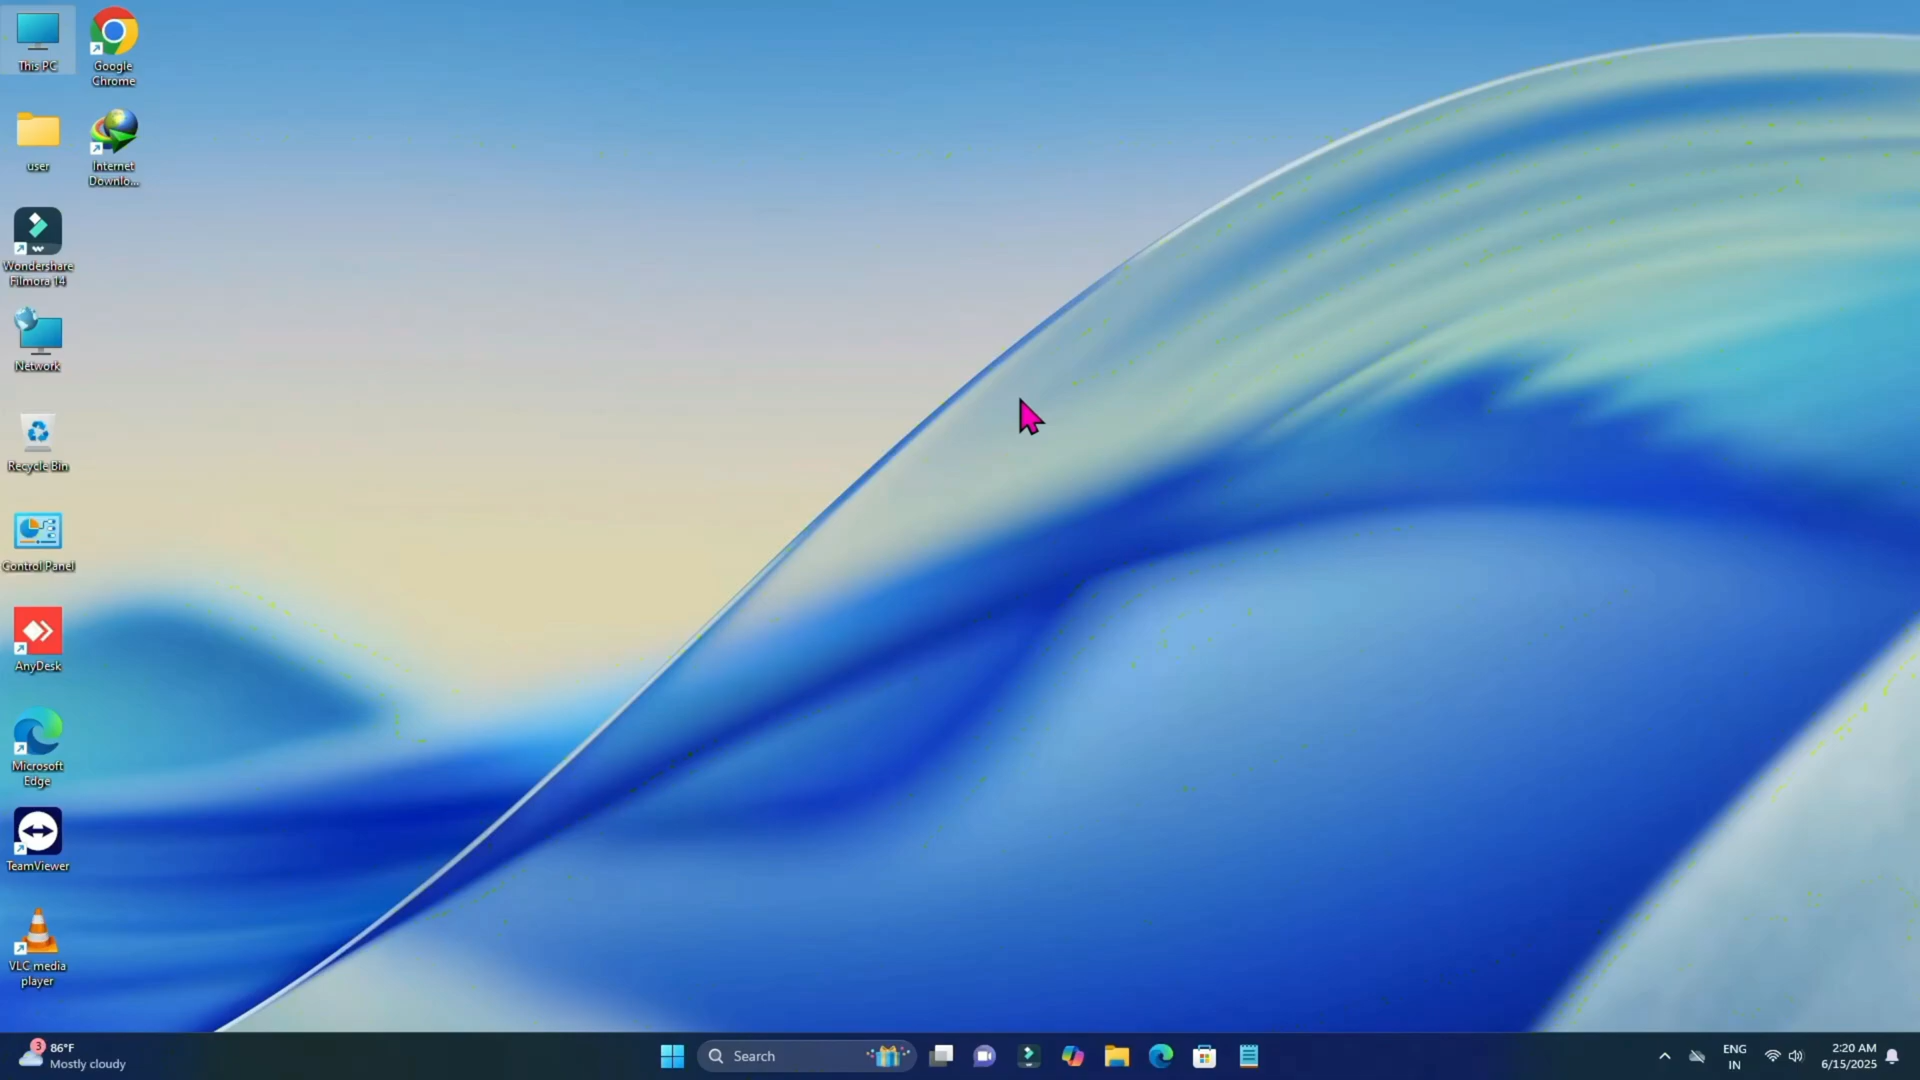 This PC
Google
Chrome
user
Internet
Downlo...
Wondershare
Filmora 14
Network
Recycle Bin
Control Panel
AnyDesk
Microsoft
Edge
TeamViewer
VLC media
player
3
86°F
Mostly cloudy
Search
ENG
IN
2:20 AM
6/15/2025